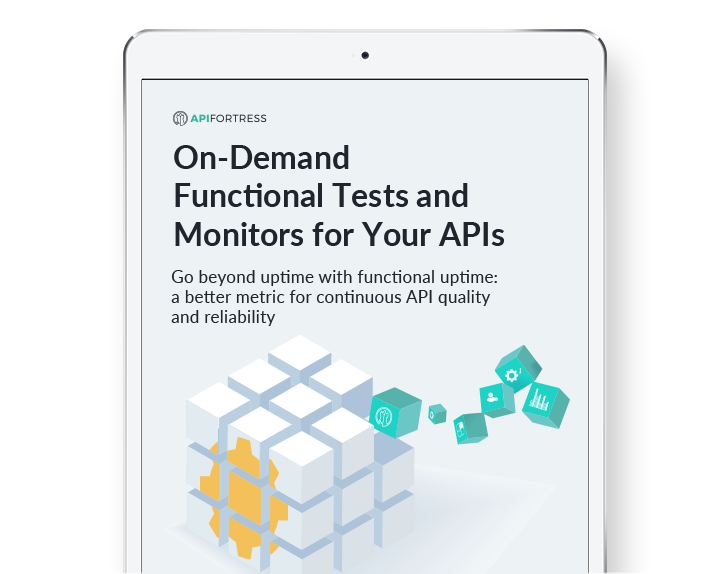 APIFORTRESS
On-Demand
Functional Tests and
Monitors for Your APIs
Go beyond uptime with functional uptime:
a better metric for continuous API quality
and reliability